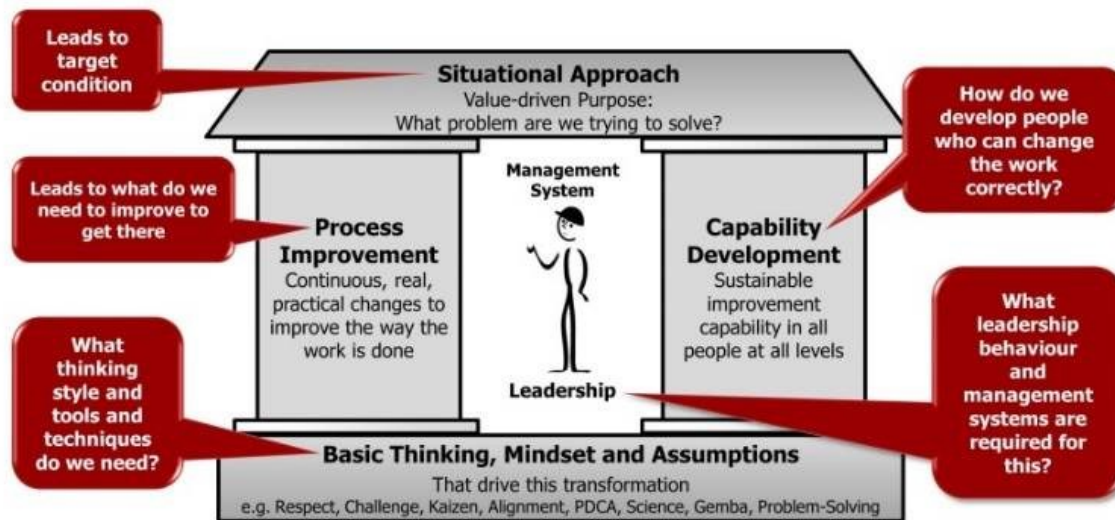 Leads to
target
condition
Situational Approach
Value-driven Purpose:
What problem are we trying to solve?
How do we
develop people
who can change
the work
correctly?
Leads to what do we
need to improve to
get there
Process
Improvement
Continuous, real,
practical changes to
improve the way the
work is done
Management
System
Leadership
Capability
Development
Sustainable
improvement
capability in all
people at all levels
What
thinking
style and
tools and
techniques
do we need?
What
leadership
behaviour
and
management
systems are
required for
this?
Basic Thinking, Mindset and Assumptions
That drive this transformation
e.g. Respect, Challenge, Kaizen, Alignment, PDCA, Science, Gemba, Problem-Solving